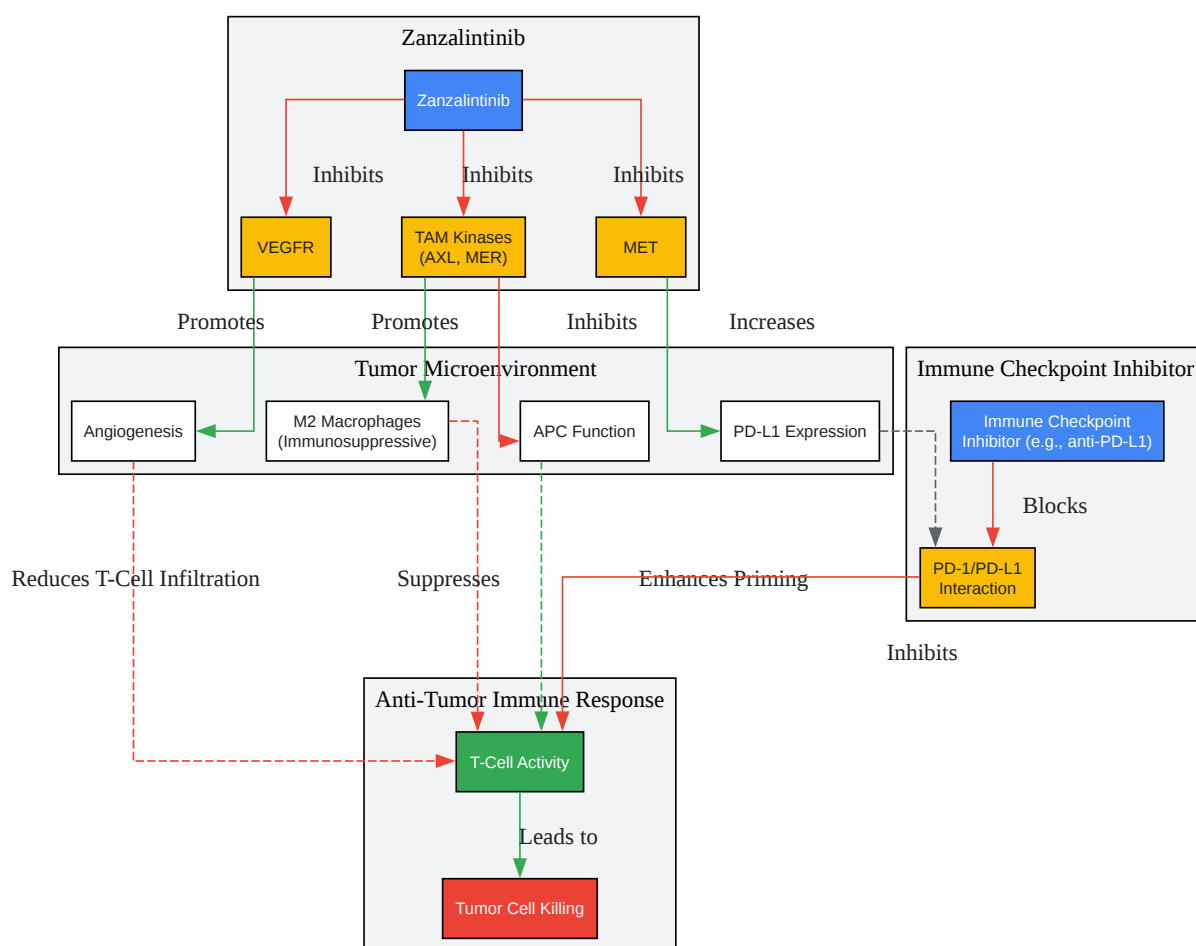 Zanzalintinib
Zanzalintinib
Inhibits
Inhibits
Inhibits
VEGFR
TAM Kinases
(AXL, MER)
MET
Promotes
Promotes
Inhibits
Increases
Tumor Microenvironment
Immune Checkpoint Inhibitor
Angiogenesis
M2 Macrophages
(Immunosuppressive)
APC Function
PD-L1 Expression
Immune Checkpoint
Inhibitor (e.g., anti-PD-L1)
Blocks
Reduces T-Cell Infiltration
Suppresses
Enhances Priming
PD-1/PD-L1
Interaction
Inhibits
Anti-Tumor Immune Response
T-Cell Activity
Leads to
Tumor Cell Killing